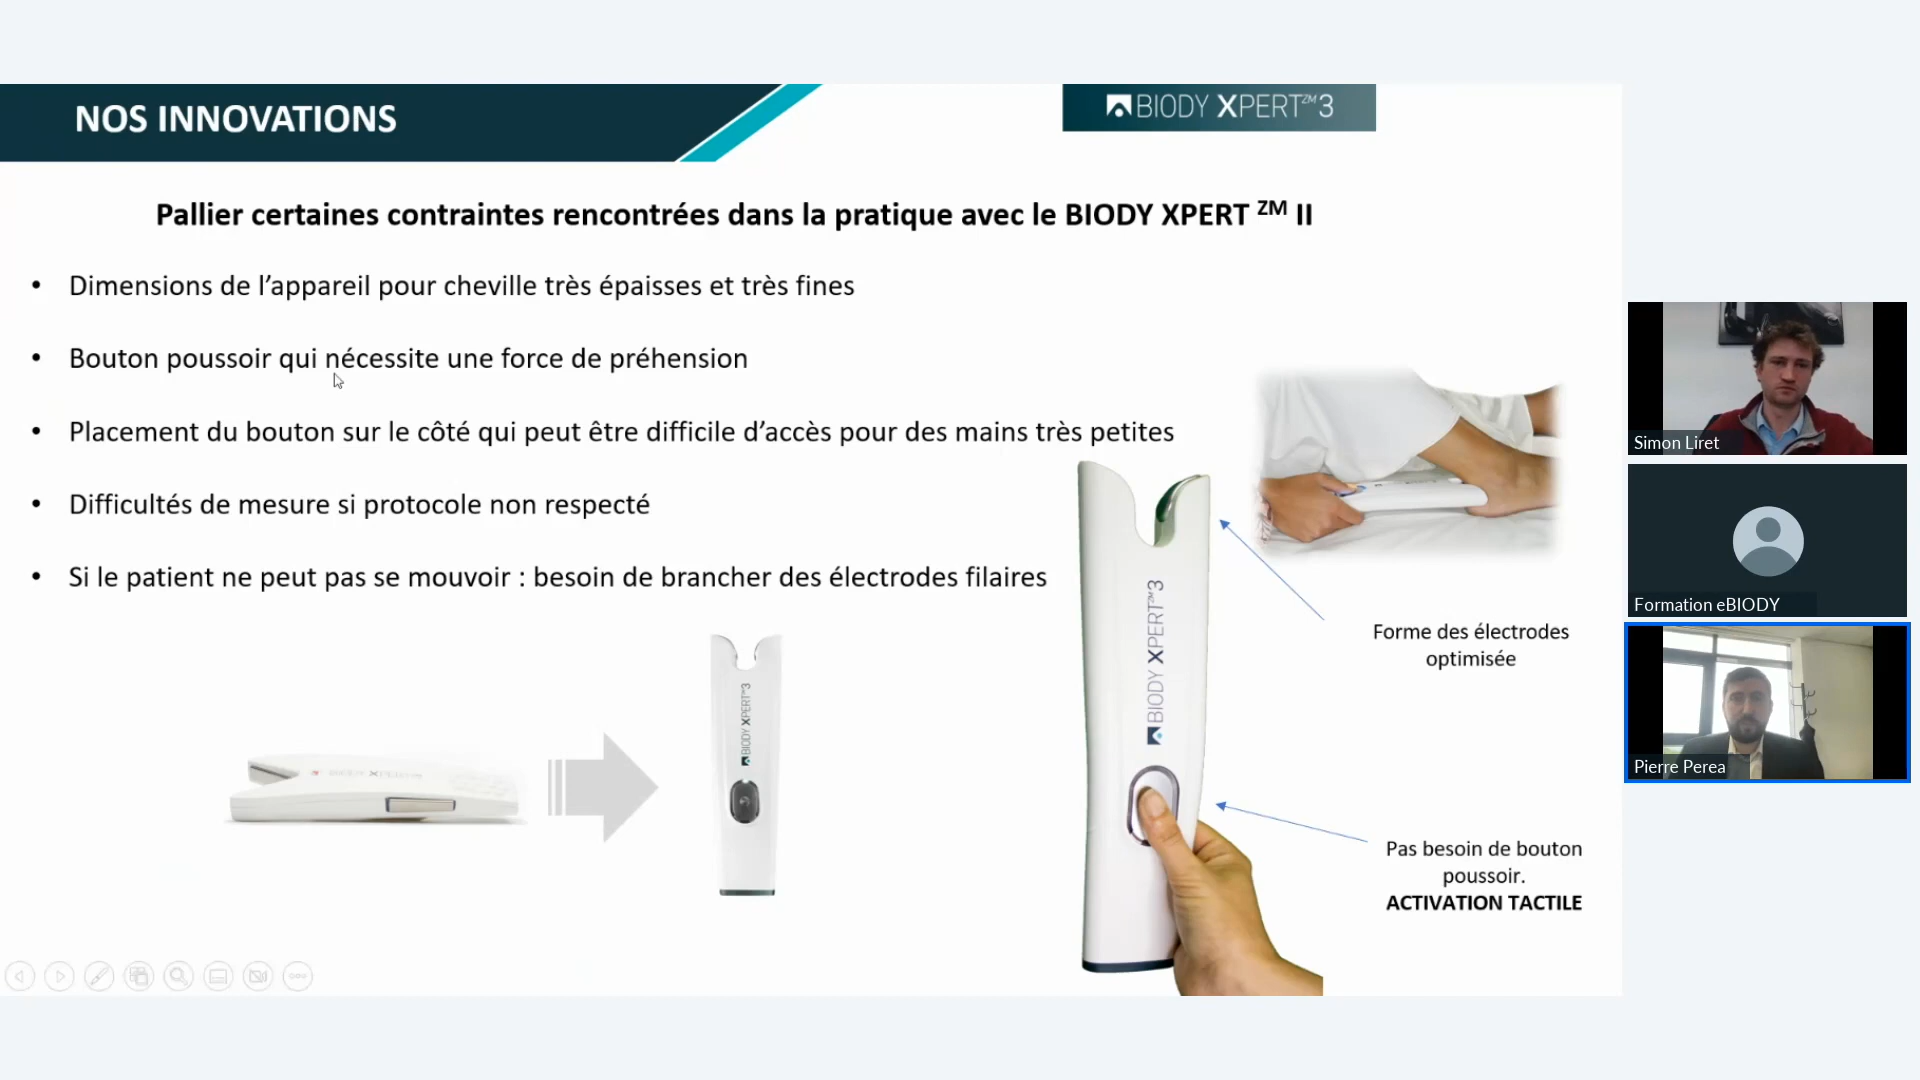 NOS INNOVATIONS
BIODY XPERT ZM 3
Pallier certaines contraintes rencontrées dans la pratique avec le BIODY XPERT ZM II
• Dimensions de l’appareil pour cheville très épaisses et très fines
• Bouton poussoir qui nécessite une force de préhension
• Placement du bouton sur le côté qui peut être difficile d’accès pour des mains très petites
• Difficultés de mesure si protocole non respecté
• Si le patient ne peut pas se mouvoir : besoin de brancher des électrodes filaires
BIODY XPERT ZM 3
BIODY XPERT ZM 3
Forme des électrodes
optimisée
Pas besoin de bouton
poussoir.
ACTIVATION TACTILE
Simon Liret
Formation eBIODY
Pierre Perea